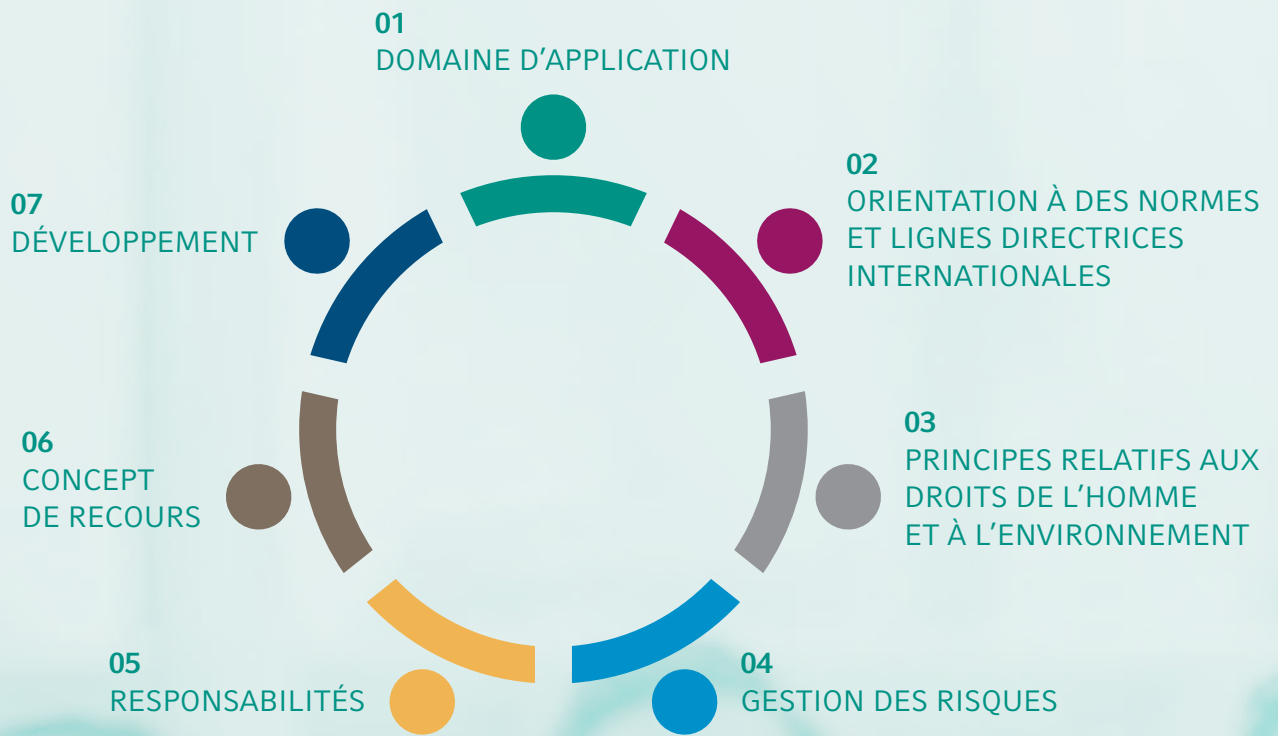 01
DOMAINE D’APPLICATION
02
ORIENTATION À DES NORMES
ET LIGNES DIRECTRICES
INTERNATIONALES
03
PRINCIPES RELATIFS AUX
DROITS DE L’HOMME
ET À L’ENVIRONNEMENT
04
GESTION DES RISQUES
05
RESPONSABILITÉS
06
CONCEPT
DE RECOURS
07
DÉVELOPPEMENT